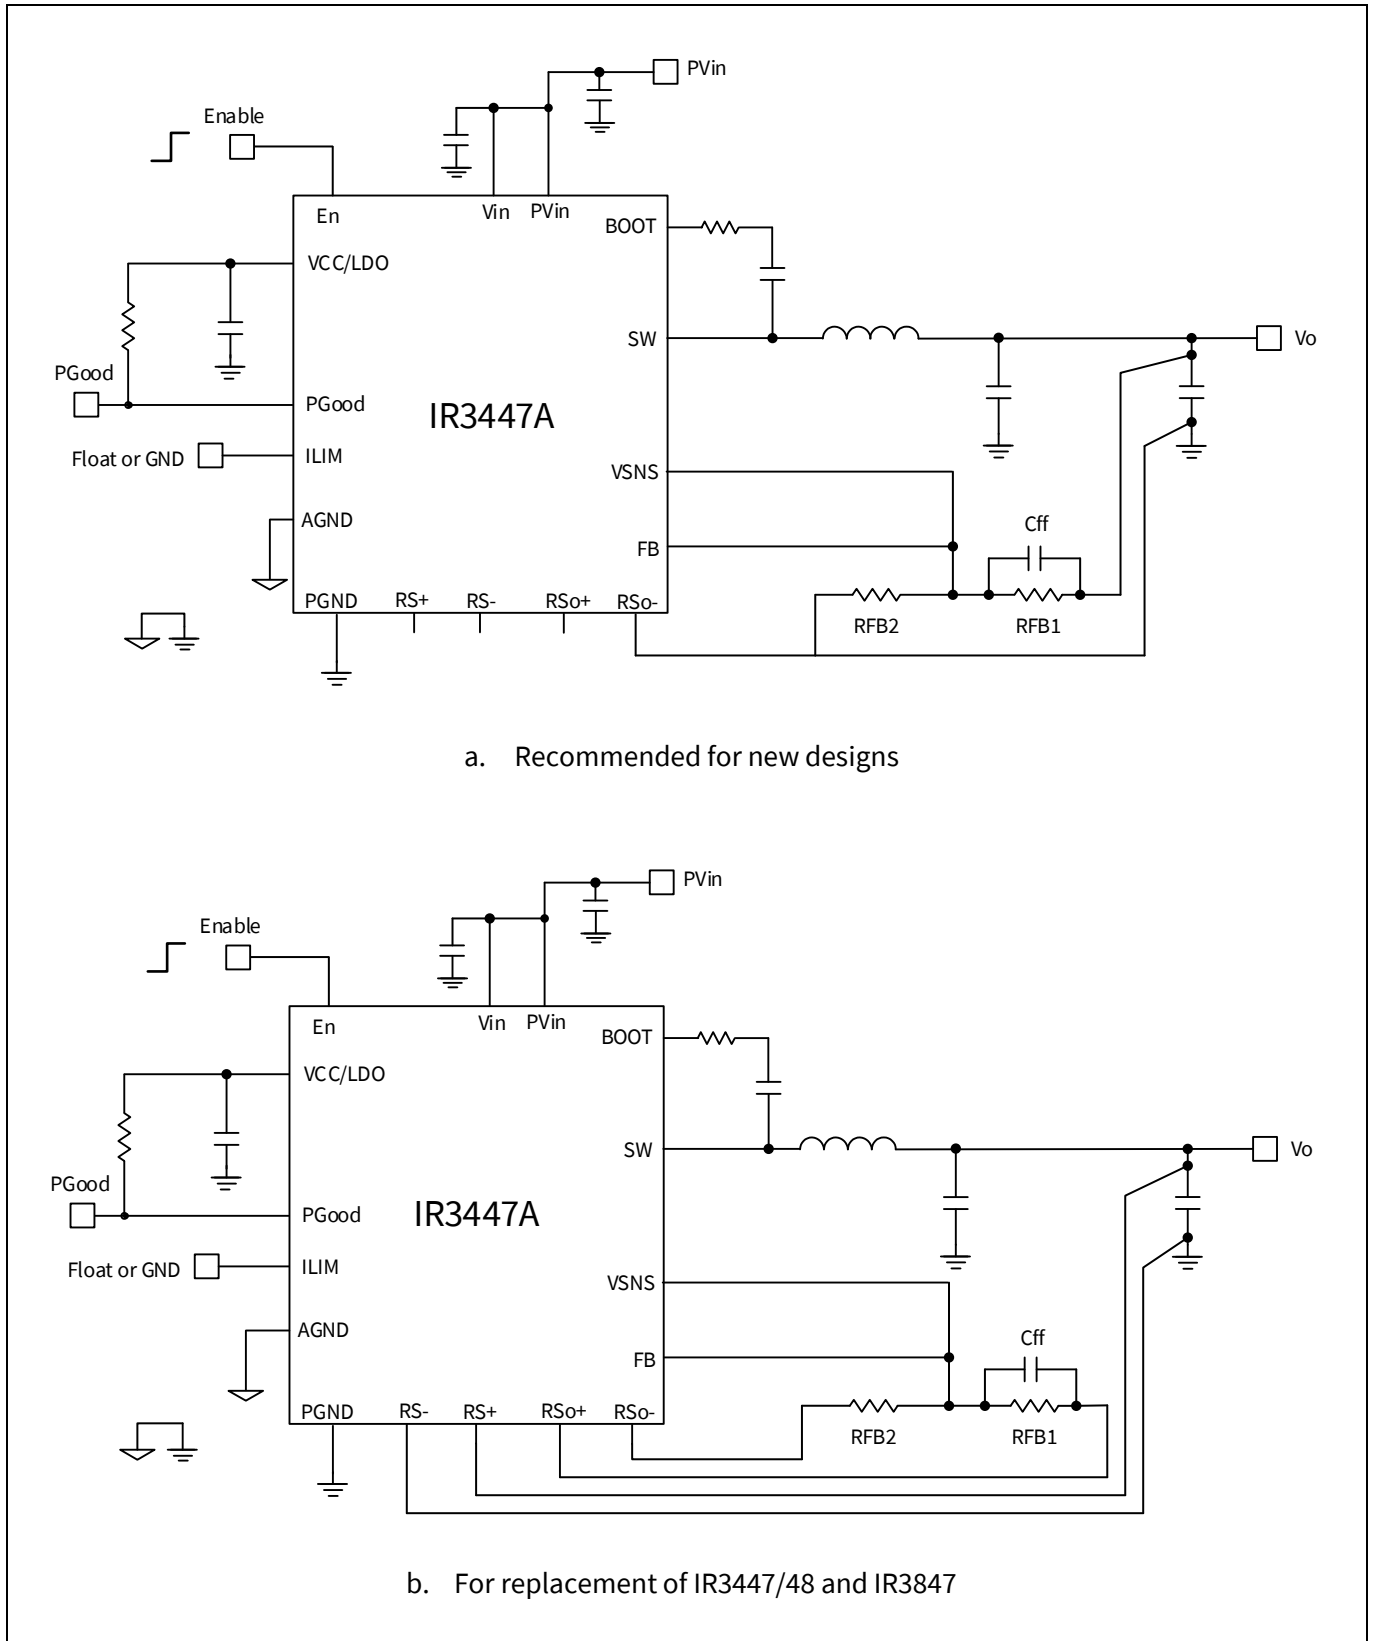 PVin
Enable
En
Vin
PVin
BOOT
VCC/LDO
SW
Vo
PGood
PGood
IR3447A
Float or GND
ILIM
VSNS
AGND
Cff
FB
PGND
RS+
RS-
RSo+
RSo-
RFB2
RFB1
a. Recommended for new designs
PVin
Enable
En
Vin
PVin
BOOT
VCC/LDO
SW
Vo
PGood
PGood
IR3447A
Float or GND
ILIM
VSNS
AGND
Cff
FB
PGND
RS-
RS+
RSo+
RSo-
RFB2
RFB1
b. For replacement of IR3447/48 and IR3847